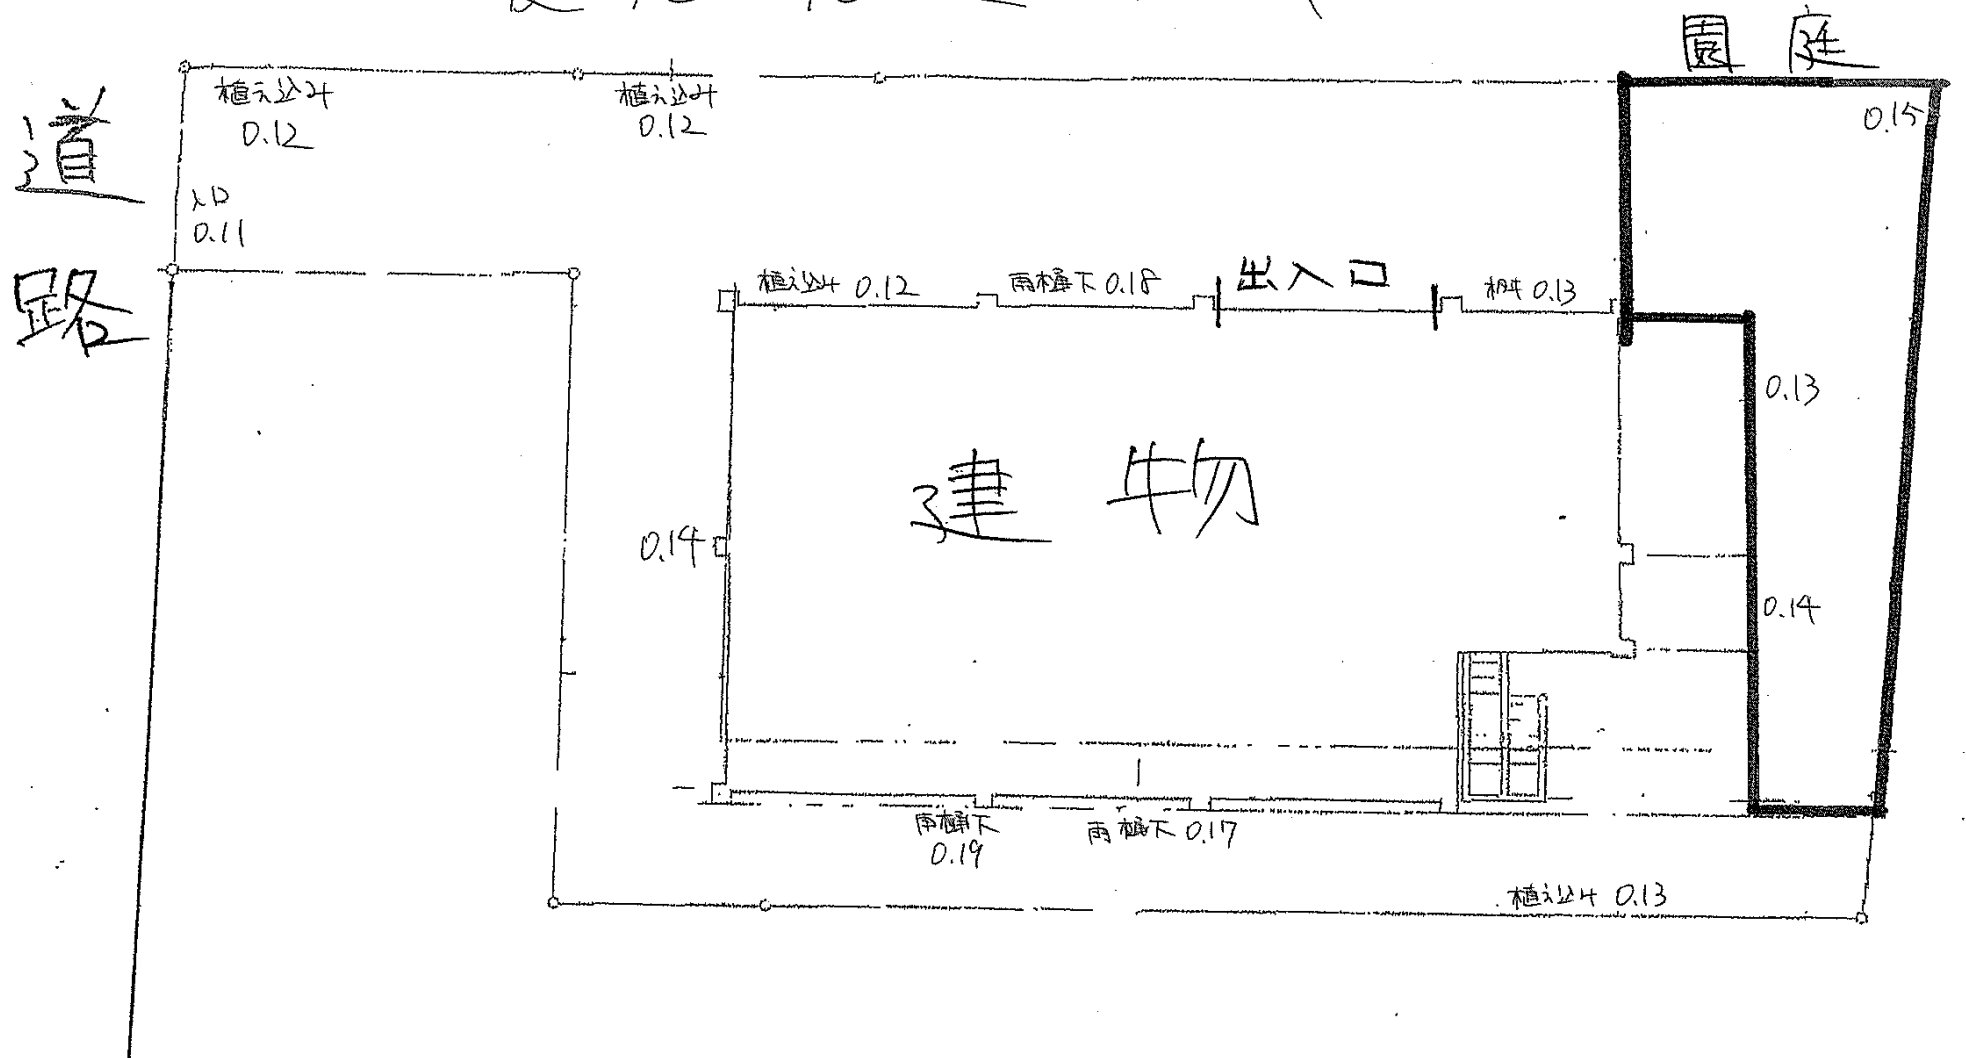 園庭
道路
植え込み
0.12
植え込み
0.12
0.15
入口
0.11
植え込み 0.12
雨樋下 0.18
出入口
0.13
0.13
建物
0.14
0.14
雨樋下
0.19
雨樋下 0.17
植え込み 0.13